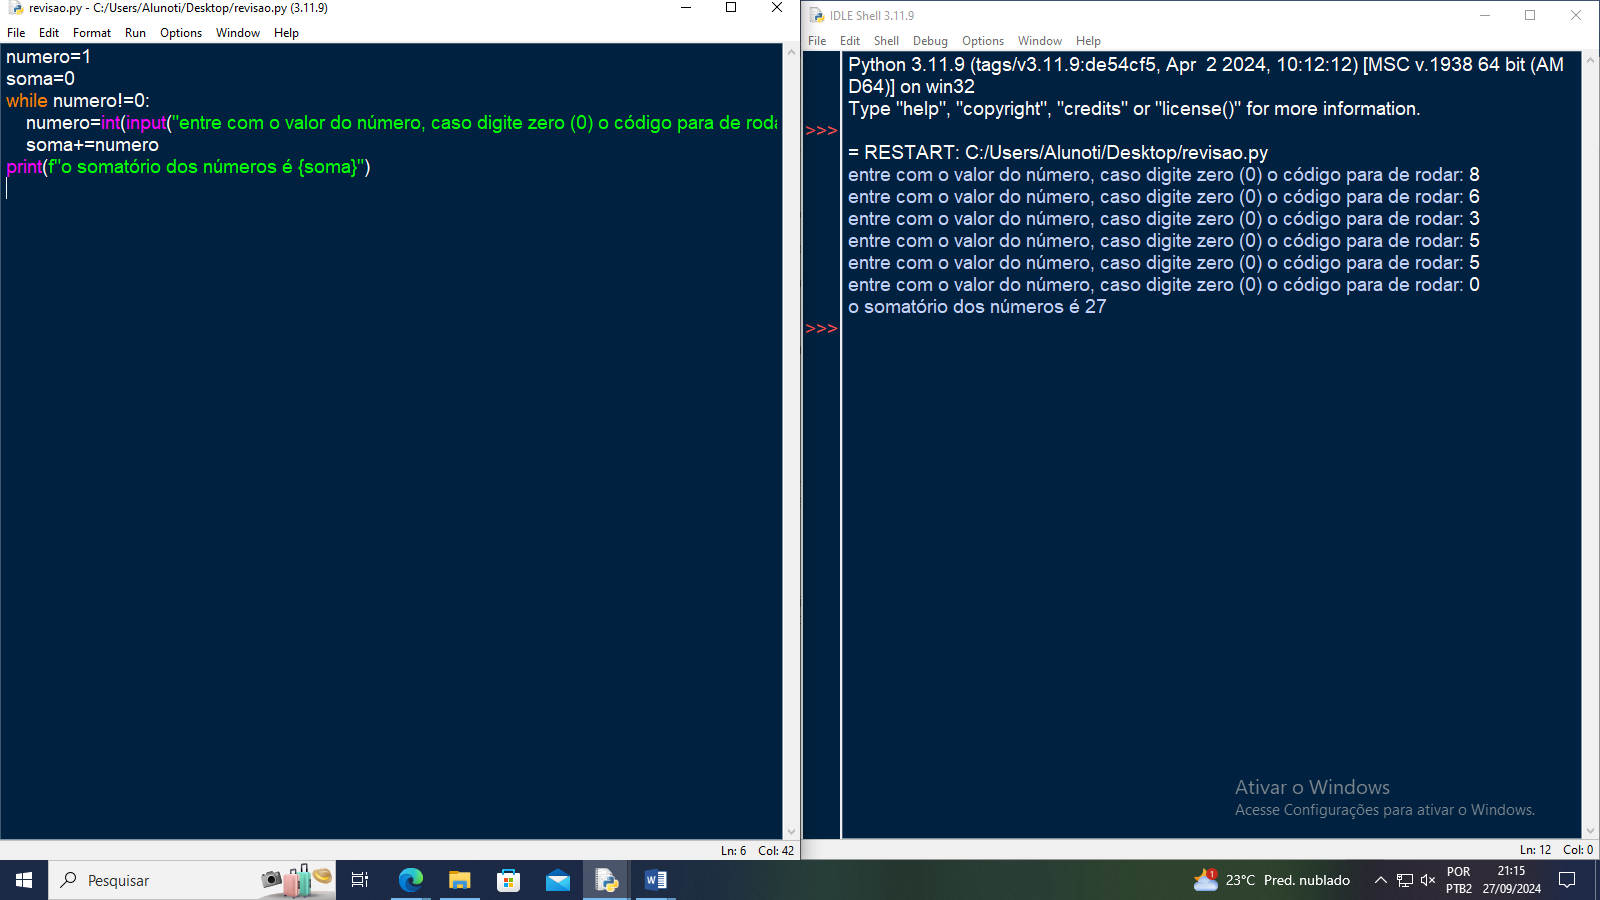 revisao.py - C:/Users/Alunoti/Desktop/revisao.py (3.11.9)
File Edit Format Run Options Window Help
numero=1
soma=0
while numero!=0:
    numero=int(input("entre com o valor do número, caso digite zero (0) o código para de roda
    soma+=numero
print(f"o somatório dos números é {soma}")
Ln: 6 Col: 42
IDLE Shell 3.11.9
File Edit Shell Debug Options Window Help
Python 3.11.9 (tags/v3.11.9:de54cf5, Apr  2 2024, 10:12:12) [MSC v.1938 64 bit (AM
D64)] on win32
Type "help", "copyright", "credits" or "license()" for more information.
>>>
= RESTART: C:/Users/Alunoti/Desktop/revisao.py
entre com o valor do número, caso digite zero (0) o código para de rodar: 8
entre com o valor do número, caso digite zero (0) o código para de rodar: 6
entre com o valor do número, caso digite zero (0) o código para de rodar: 3
entre com o valor do número, caso digite zero (0) o código para de rodar: 5
entre com o valor do número, caso digite zero (0) o código para de rodar: 5
entre com o valor do número, caso digite zero (0) o código para de rodar: 0
o somatório dos números é 27
>>>
Ativar o Windows
Acesse Configurações para ativar o Windows.
Ln: 12 Col: 0
Pesquisar
1
23°C Pred. nublado
POR
PTB2
21:15
27/09/2024